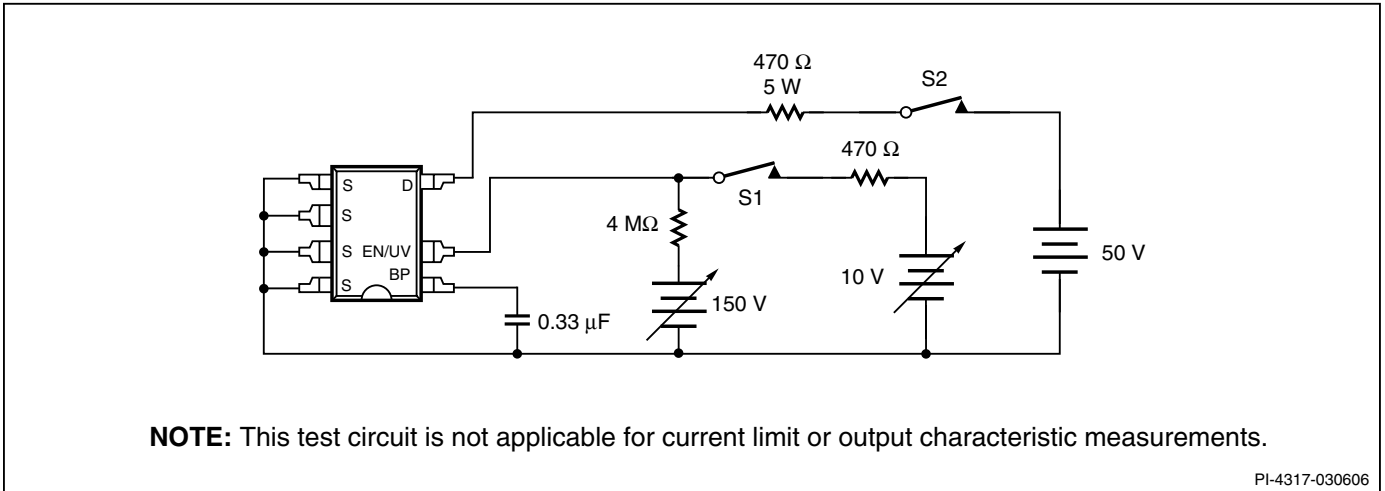 470 Ω
5 W
S2
470 Ω
S1
S D
S
S EN/UV
BP
S
4 MΩ
150 V
10 V
50 V
0.33 μF
NOTE: This test circuit is not applicable for current limit or output characteristic measurements.
PI-4317-030606